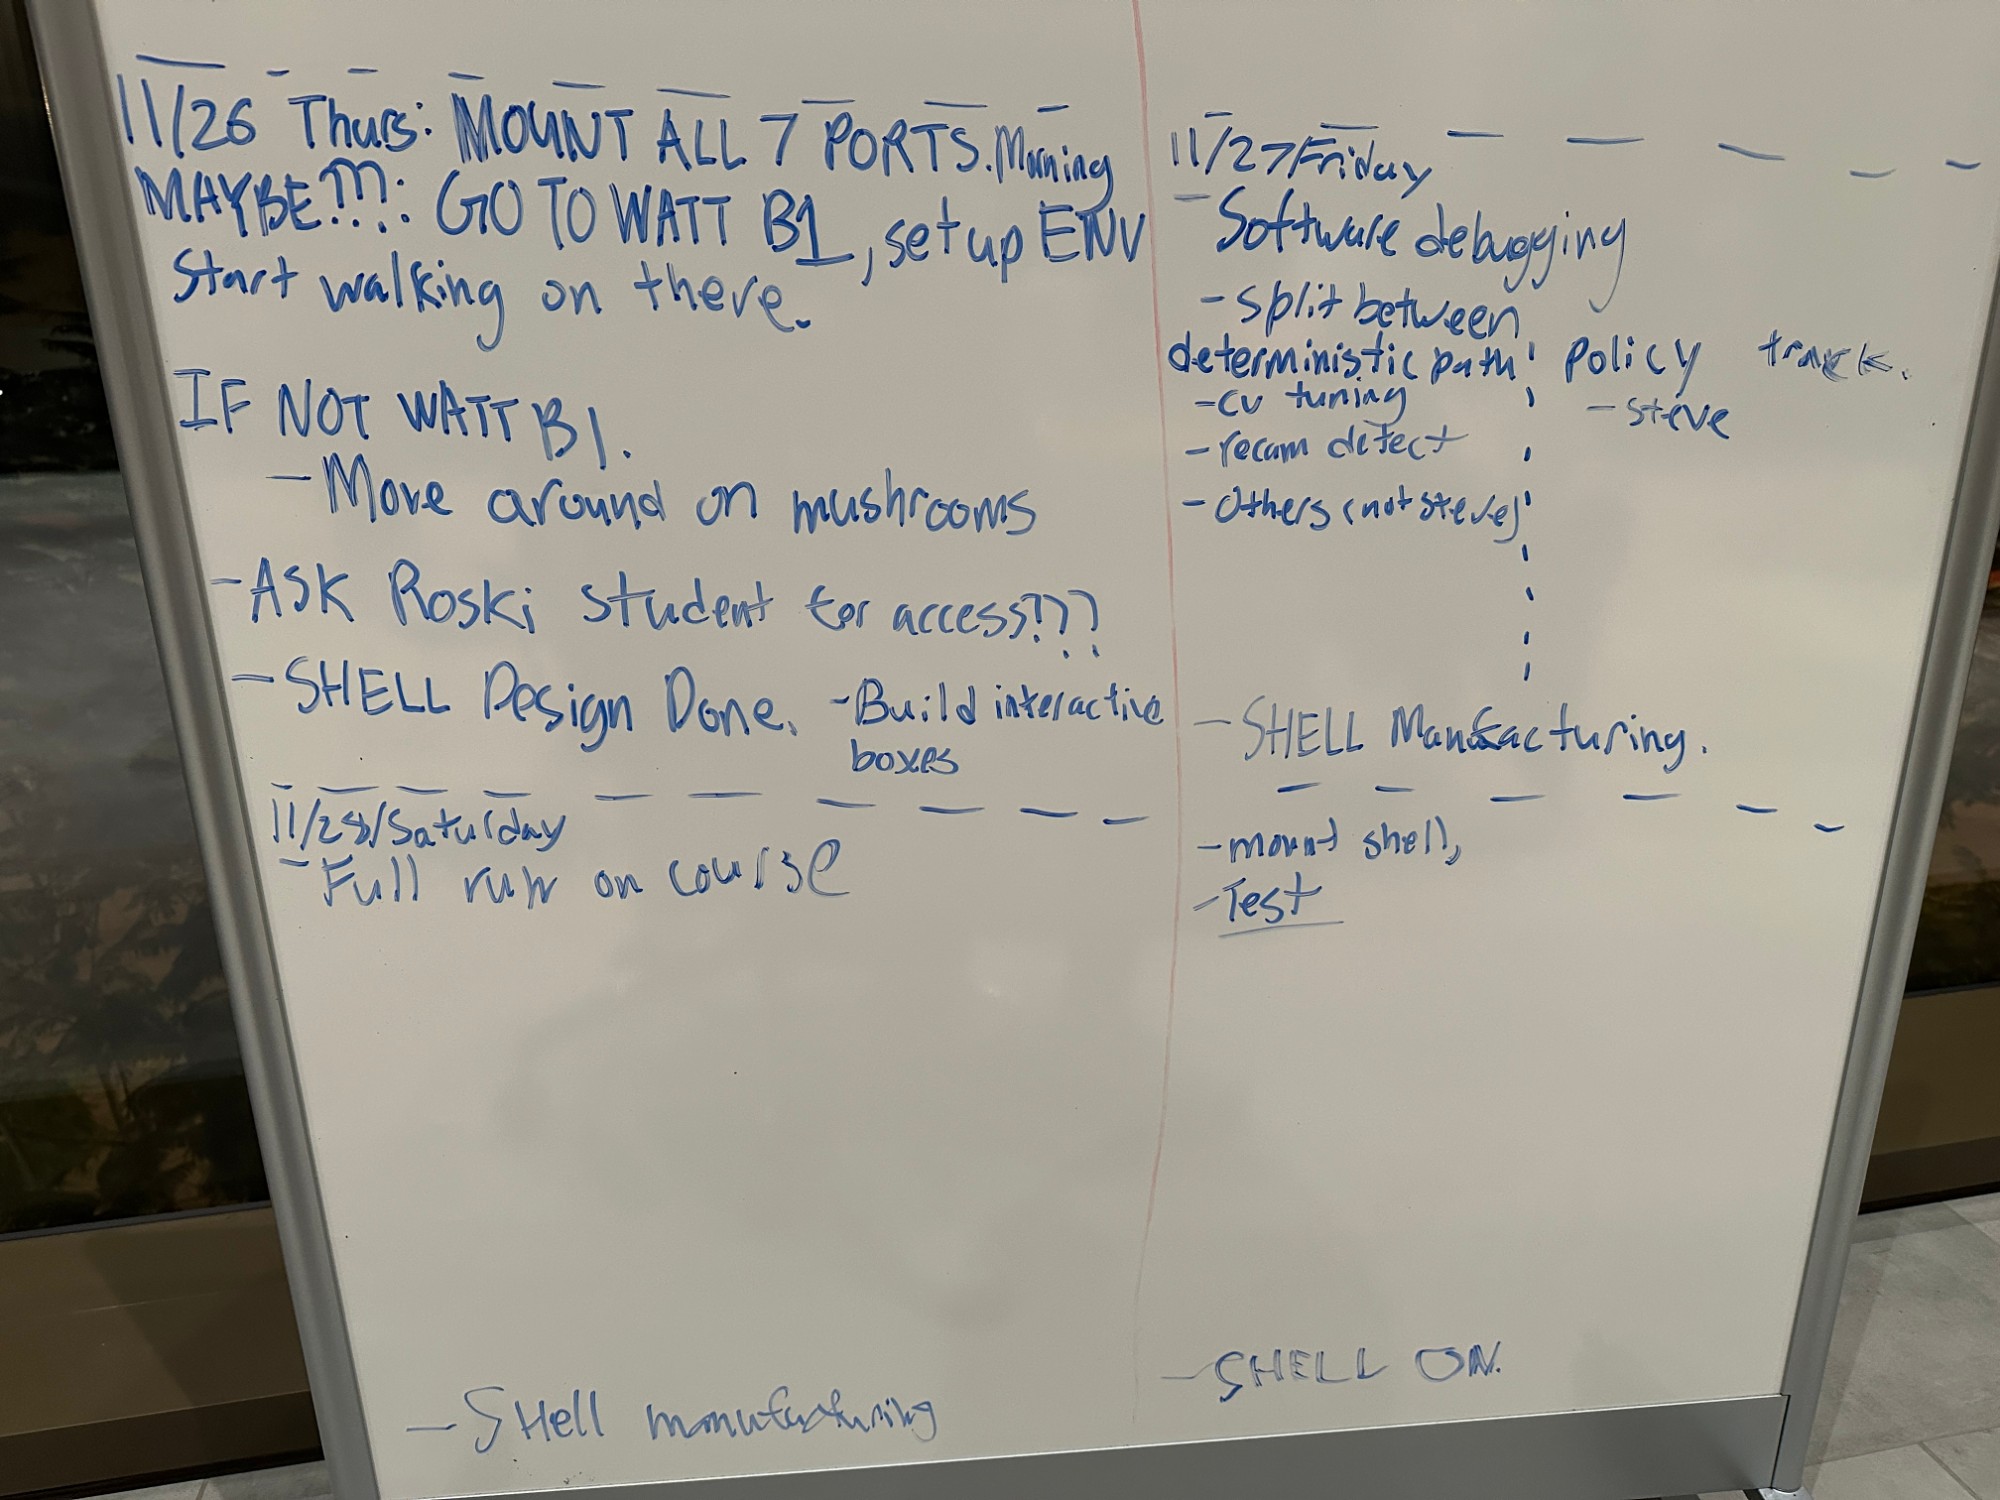 11/26 Thurs: MOUNT ALL 7 PORTS. Morning
MAYBE???: GO TO WATT B1, setup ENV
Start walking on there.
IF NOT WATT B1.
- Move around on mushrooms
- ASK Roski student for access???
- SHELL Design Done. - Build interactive
boxes
11/27/Friday
- Software debugging
- split between
deterministic path policy track.
- CV tuning - steve
- recam detect
- Others (not steve)
- SHELL Manufacturing.
11/28/Saturday
- Full run on course
- mount shell,
- Test
- SHELL ON.
- SHell manufacturing